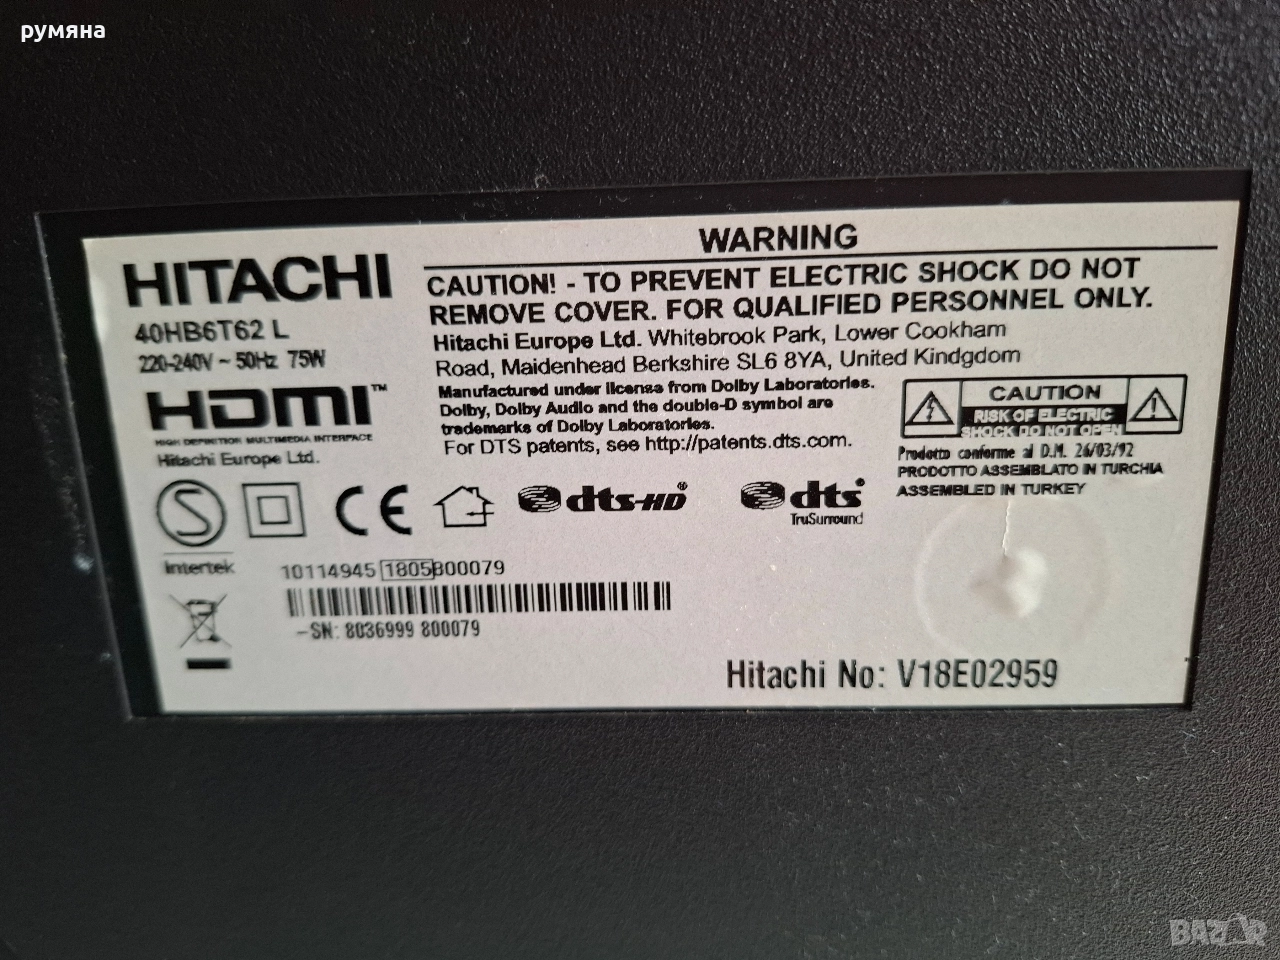 румяна
WARNING
HITACHI
CAUTION! - TO PREVENT ELECTRIC SHOCK DO NOT
REMOVE COVER. FOR QUALIFIED PERSONNEL ONLY.
40HB6T62 L
220-240V ~ 50Hz 75W
Hitachi Europe Ltd. Whitebrook Park, Lower Cookham
Road, Maidenhead Berkshire SL6 8YA, United Kindgdom
HDMI™
HIGH DEFINITION MULTIMEDIA INTERFACE
Hitachi Europe Ltd.
Manufactured under license from Dolby Laboratories.
Dolby, Dolby Audio and the double-D symbol are
trademarks of Dolby Laboratories.
For DTS patents, see http://patents.dts.com.
CAUTION
RISK OF ELECTRIC
SHOCK DO NOT OPEN
Prodotto conforme al D.M. 26/03/92
PRODOTTO ASSEMBLATO IN TURCHIA
ASSEMBLED IN TURKEY
S
Intertek
CE
dts-HD®
dts®
TruSurround
10114945 1805B00079
-SN: 8036999 800079
Hitachi No: V18E02959
BAZAR